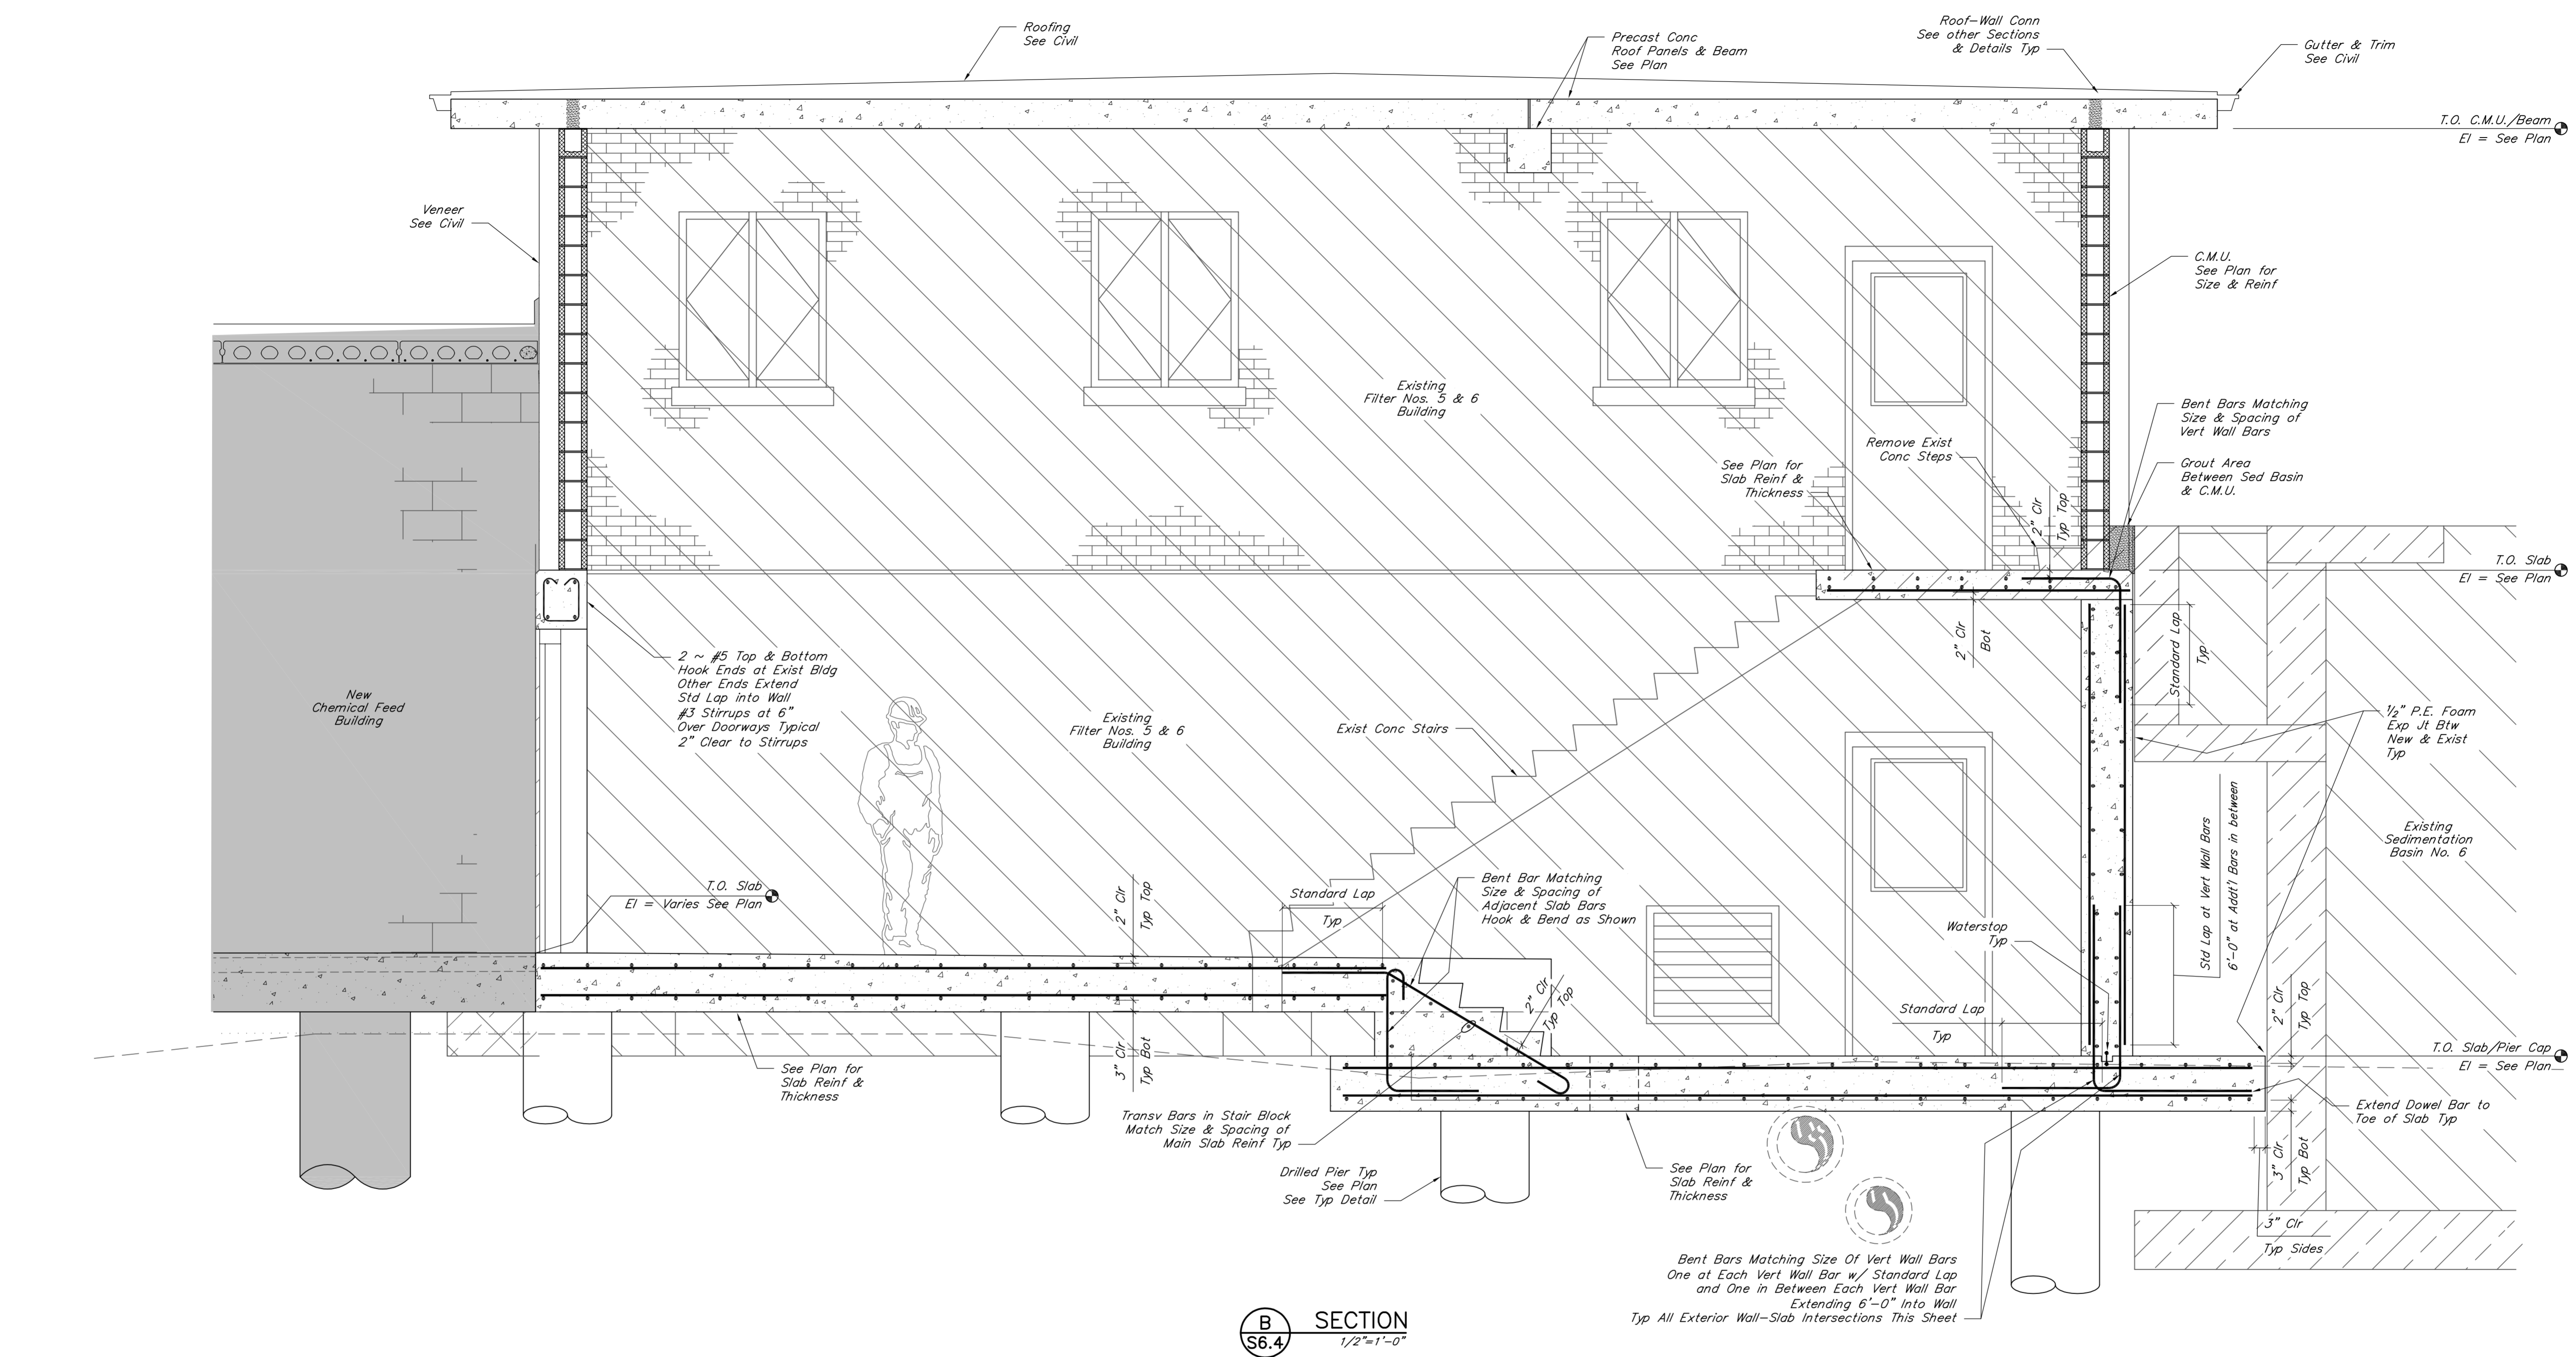 Roofing
See Civil
Precast Conc
Roof Panels & Beam
See Plan
Roof-Wall Conn
See other Sections
& Details Typ
Gutter & Trim
See Civil
T.O. C.M.U./Beam
El = See Plan
Veneer
See Civil
C.M.U.
See Plan for
Size & Reinf
Existing
Filter Nos. 5 & 6
Building
Bent Bars Matching
Size & Spacing of
Vert Wall Bars
Remove Exist
Conc Steps
See Plan for
Slab Reinf &
Thickness
Grout Area
Between Sed Basin
& C.M.U.
2" Clr
Typ Top
T.O. Slab
El = See Plan
2" Clr
Bot
Standard Lap
Typ
2 ~ #5 Top & Bottom
Hook Ends at Exist Bldg
Other Ends Extend
Std Lap into Wall
#3 Stirrups at 6"
Over Doorways Typical
2" Clear to Stirrups
New
Chemical Feed
Building
Existing
Filter Nos. 5 & 6
Building
Exist Conc Stairs
½" P.E. Foam
Exp Jt Btw
New & Exist
Typ
Existing
Sedimentation
Basin No. 6
Std Lap at Vert Wall Bars
6'-0" at Addt'l Bars in between
T.O. Slab
El = Varies See Plan
2" Clr
Typ Top
Standard Lap
Typ
Bent Bar Matching
Size & Spacing of
Adjacent Slab Bars
Hook & Bend as Shown
Waterstop
Typ
2" Clr
Typ Top
Standard Lap
Typ
2" Clr
Typ Top
T.O. Slab/Pier Cap
El = See Plan
3" Clr
Typ Bot
See Plan for
Slab Reinf &
Thickness
Transv Bars in Stair Block
Match Size & Spacing of
Main Slab Reinf Typ
Extend Dowel Bar to
Toe of Slab Typ
Drilled Pier Typ
See Plan
See Typ Detail
See Plan for
Slab Reinf &
Thickness
3" Clr
Typ Bot
3" Clr
Typ Sides
Bent Bars Matching Size Of Vert Wall Bars
One at Each Vert Wall Bar w/ Standard Lap
and One in Between Each Vert Wall Bar
Extending 6'-0" Into Wall
Typ All Exterior Wall-Slab Intersections This Sheet
B
S6.4
SECTION
1/2"=1'-0"